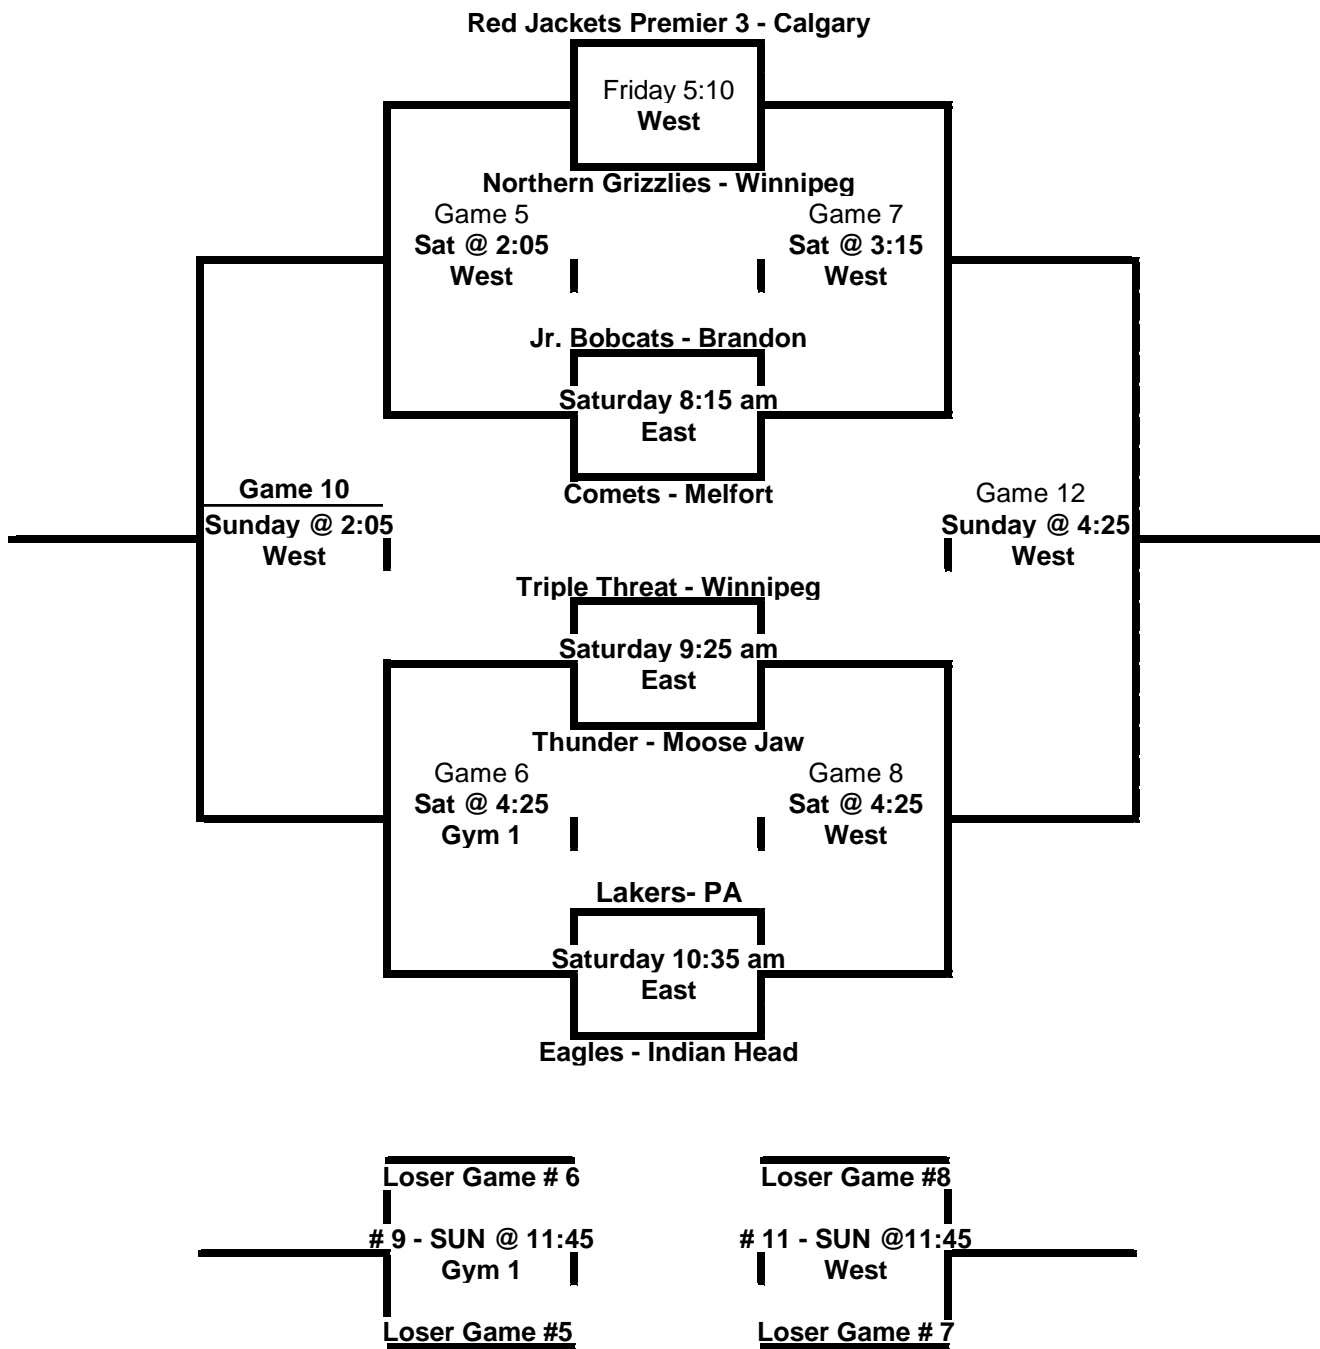 Red Jackets Premier 3 - Calgary
Friday 5:10
West
Northern Grizzlies - Winnipeg
Game 5
Sat @ 2:05
West
Game 7
Sat @ 3:15
West
Jr. Bobcats - Brandon
Saturday 8:15 am
East
Comets - Melfort
Game 10
Sunday @ 2:05
West
Game 12
Sunday @ 4:25
West
Triple Threat - Winnipeg
Saturday 9:25 am
East
Thunder - Moose Jaw
Game 6
Sat @ 4:25
Gym 1
Game 8
Sat @ 4:25
West
Lakers- PA
Saturday 10:35 am
East
Eagles - Indian Head
Loser Game # 6
# 9 - SUN @ 11:45
Gym 1
Loser Game #5
Loser Game #8
# 11 - SUN @11:45
West
Loser Game # 7